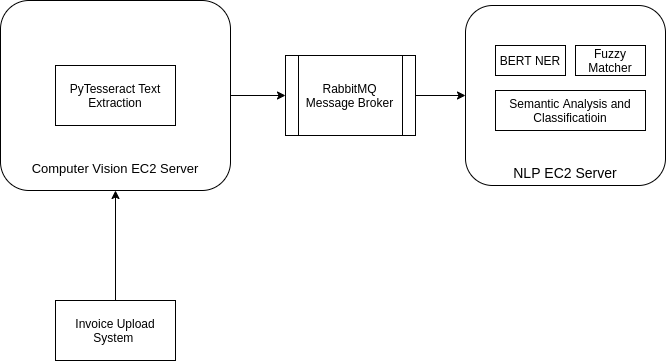 PyTesseract Text
Extraction
Computer Vision EC2 Server
RabbitMQ
Message Broker
BERT NER
Fuzzy
Matcher
Semantic Analysis and
Classificatioin
NLP EC2 Server
Invoice Upload
System